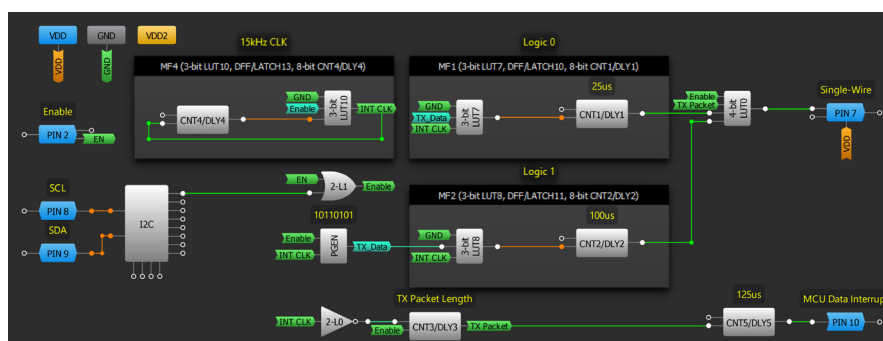 VDD
GND
VDD2
VDD
GND
15kHz CLK
MF4 (3-bit LUT10, DFF/LATCH13, 8-bit CNT4/DLY4)
CNT4/DLY4
GND
Enable
3-bit LUT10
INT CLK
Logic 0
MF1 (3-bit LUT7, DFF/LATCH10, 8-bit CNT1/DLY1)
25us
GND
TX_Data
INT CLK
3-bit LUT7
CNT1/DLY1
Enable
TX Packet
4-bit LUT0
Single-Wire
PIN 7
VDD
Enable
PIN 2
EN
SCL
PIN 8
SDA
PIN 9
I2C
EN
2-L1
Enable
10110101
Enable
INT CLK
PGEN
TX_Data
Logic 1
MF2 (3-bit LUT8, DFF/LATCH11, 8-bit CNT2/DLY2)
100us
GND
INT CLK
3-bit LUT8
CNT2/DLY2
TX Packet Length
INT CLK
2-L0
Enable
CNT3/DLY3
TX Packet
125us
CNT5/DLY5
MCU Data Interrup
PIN 10